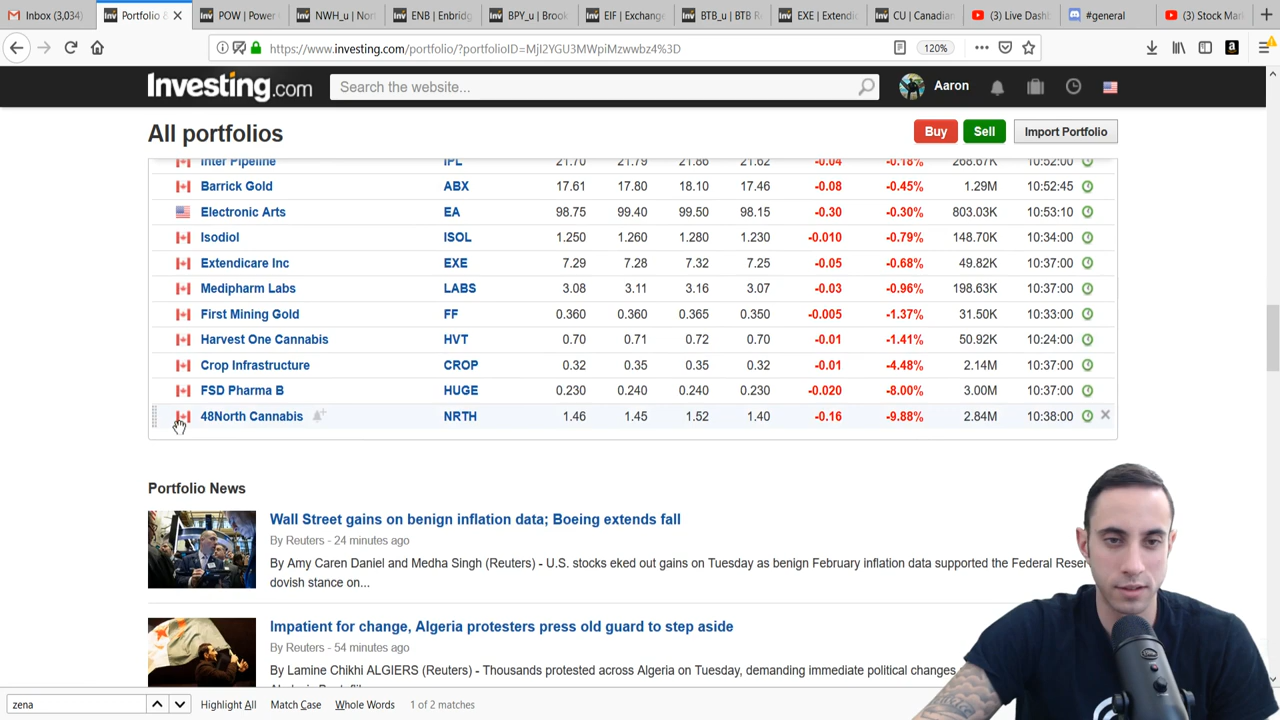 Inbox (3,034)
Portfolio &
POW | Power
NWH_u | Nor
ENB | Enbridg
BPY_u | Brook
EIF | Exchang
BTB_u | BTB R
EXE | Extendic
CU | Canadian
(3) Live Dash
#general
(3) Stock Mar
https://www.investing.com/portfolio/?portfolioID=MjI2YGU3MWpiMzwwbz4%3D
120%
Investing.com
Search the website...
Aaron
All portfolios
Buy
Sell
Import Portfolio
Inter Pipeline IPL 21.70 21.79 21.86 21.62 -0.04 -0.18% 268.67K 10:52:00
Barrick Gold ABX 17.61 17.80 18.10 17.46 -0.08 -0.45% 1.29M 10:52:45
Electronic Arts EA 98.75 99.40 99.50 98.15 -0.30 -0.30% 803.03K 10:53:10
Isodiol ISOL 1.250 1.260 1.280 1.230 -0.010 -0.79% 148.70K 10:34:00
Extendicare Inc EXE 7.29 7.28 7.32 7.25 -0.05 -0.68% 49.82K 10:37:00
Medipharm Labs LABS 3.08 3.11 3.16 3.07 -0.03 -0.96% 198.63K 10:37:00
First Mining Gold FF 0.360 0.360 0.365 0.350 -0.005 -1.37% 31.50K 10:33:00
Harvest One Cannabis HVT 0.70 0.71 0.72 0.70 -0.01 -1.41% 50.92K 10:24:00
Crop Infrastructure CROP 0.32 0.35 0.35 0.32 -0.01 -4.48% 2.14M 10:37:00
FSD Pharma B HUGE 0.230 0.240 0.240 0.230 -0.020 -8.00% 3.00M 10:37:00
48North Cannabis NRTH 1.46 1.45 1.52 1.40 -0.16 -9.88% 2.84M 10:38:00
Portfolio News
Wall Street gains on benign inflation data; Boeing extends fall
By Reuters - 24 minutes ago
By Amy Caren Daniel and Medha Singh (Reuters) - U.S. stocks eked out gains on Tuesday as benign February inflation data supported the Federal Reser
dovish stance on...
Impatient for change, Algeria protesters press old guard to step aside
By Reuters - 54 minutes ago
By Lamine Chikhi ALGIERS (Reuters) - Thousands protested across Algeria on Tuesday, demanding immediate political changes
zena
Highlight All
Match Case
Whole Words
1 of 2 matches